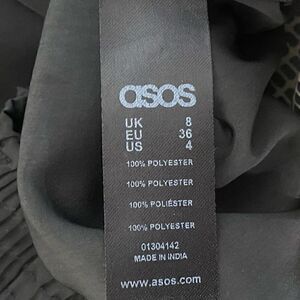 asos
UK 8
EU 36
US 4
100% POLYESTER
100% POLYESTER
100% POLIÉSTER
100% POLYESTER
01304142
MADE IN INDIA
www.asos.com